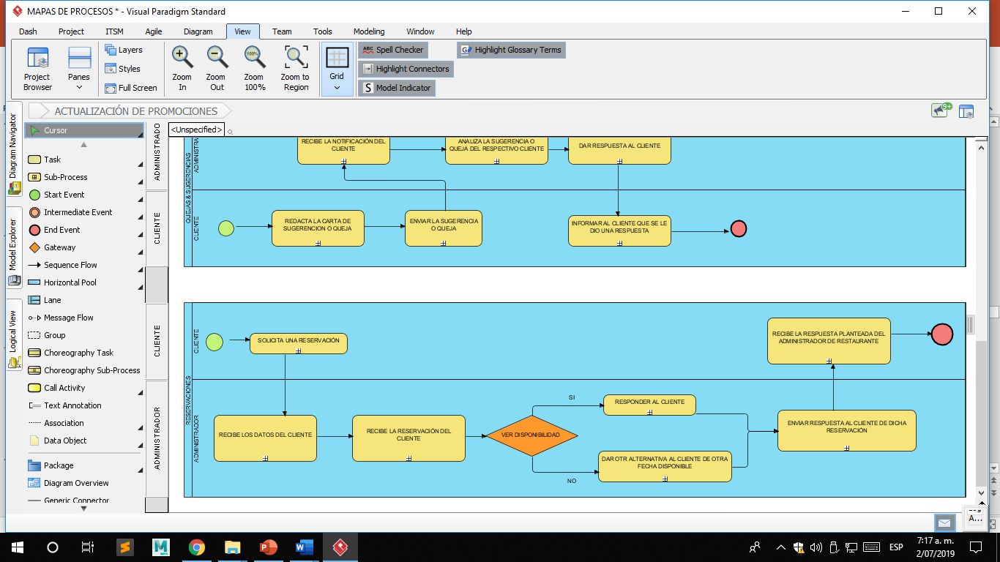 MAPAS DE PROCESOS * - Visual Paradigm Standard
Dash Project ITSM Agile Diagram View Team Tools Modeling Window Help
Project Browser
Panes
Layers
Styles
Full Screen
Zoom In
Zoom Out
100%
Zoom 100%
Zoom to Region
Grid
ABC Spell Checker
Highlight Glossary Terms
Highlight Connectors
Model Indicator
ACTUALIZACIÓN DE PROMOCIONES
9+
Diagram Navigator
Model Explorer
Logical View
Cursor
Task
Sub-Process
Start Event
Intermediate Event
End Event
Gateway
Sequence Flow
Horizontal Pool
Lane
Message Flow
Group
Choreography Task
Choreography Sub-Process
Call Activity
Text Annotation
Association
Data Object
Package
Diagram Overview
Generic Connector
ADMINISTRADO
CLIENTE
CLIENTE
ADMINISTRADOR
<Unspecified>
QUEJAS & SUGERENCIAS
ADMINISTRA
RECIBE LA NOTIFICACIÓN DEL
CLIENTE
ANALIZA LA SUGERENCIA O
QUEJA DEL RESPECTIVO CLIENTE
DAR RESPUESTA AL CLIENTE
CLIENTE
REDACTA LA CARTA DE
SUGERENCION O QUEJA
ENVIAR LA SUGERENCIA
O QUEJA
INFORMAR AL CLIENTE QUE SE LE
DIO UNA RESPUESTA
RESERVACIONES
CLIENTE
SOLICITA UNA RESERVACIÓN
RECIBE LA RESPUESTA PLANTEADA DEL
ADMINISTRADOR DE RESTAURANTE
ADMINISTRADOR
RECIBE LOS DATOS DEL CLIENTE
RECIBE LA RESERVACIÓN DEL
CLIENTE
VER DISPONIBILIDAD
SI
RESPONDER AL CLIENTE
NO
DAR OTR ALTERNATIVA AL CLIENTE DE OTRA
FECHA DISPONIBLE
ENVIAR RESPUESTA AL CLIENTE DE DICHA
RESERVACIÓN
A...
ESP
7:17 a. m.
2/07/2019